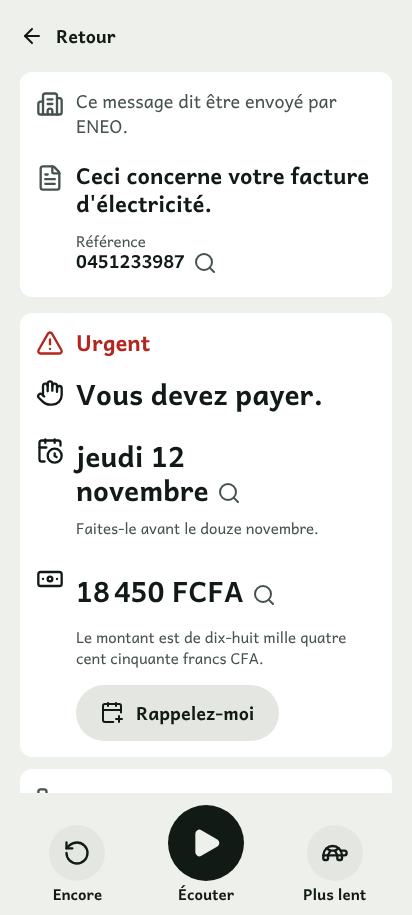 Retour
Ce message dit être envoyé par
ENEO.
Ceci concerne votre facture
d'électricité.
Référence
0451233987
Urgent
Vous devez payer.
jeudi 12
novembre
Faites-le avant le douze novembre.
18 450 FCFA
Le montant est de dix-huit mille quatre
cent cinquante francs CFA.
Rappelez-moi
Encore
Écouter
Plus lent